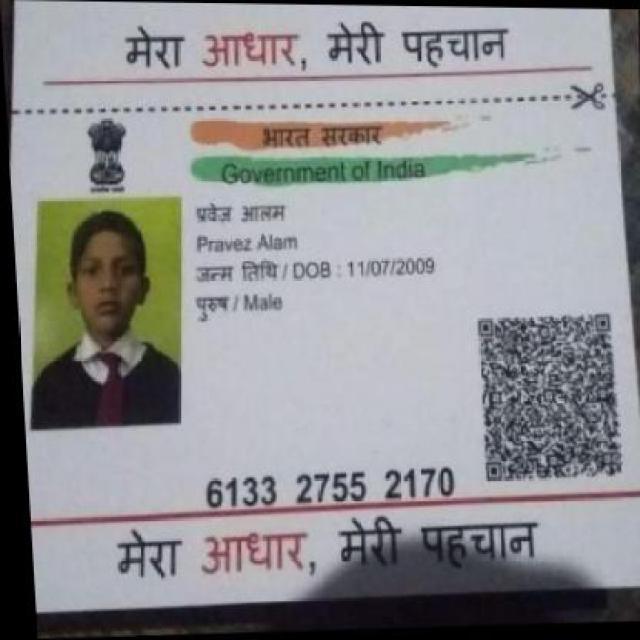 मेरा आधार, मेरी पहचान
भारत सरकार
Government of India
प्रवेज़ आलम
Pravez Alam
जन्म तिथि / DOB : 11/07/2009
पुरुष / Male
6133 2755 2170
मेरा आधार, मेरी पहचान